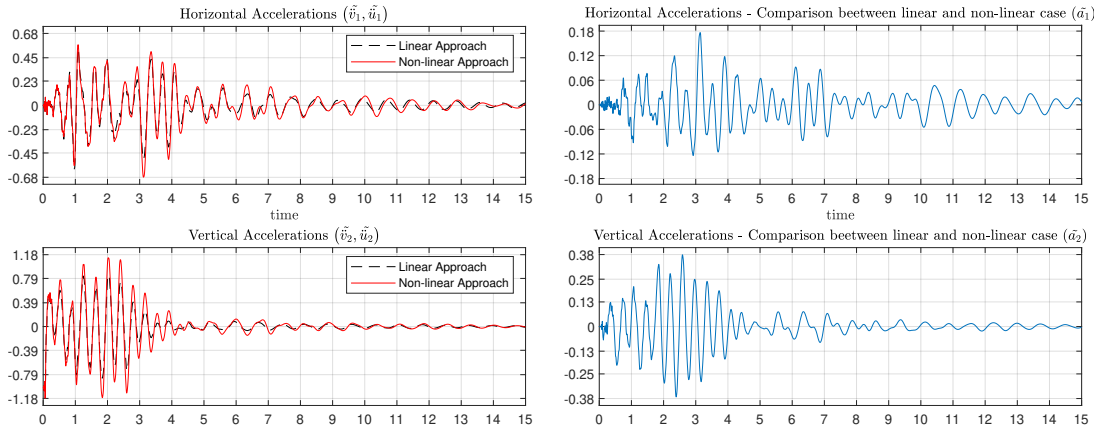 Horizontal Accelerations (ṽ̈₁, ũ̈₁)
0.68
0.45
0.23
0
-0.23
-0.45
-0.68
Linear Approach
Non-linear Approach
0 1 2 3 4 5 6 7 8 9 10 11 12 13 14 15
time
Horizontal Accelerations - Comparison beetween linear and non-linear case (ã₁)
0.18
0.12
0.06
0
-0.06
-0.12
-0.18
0 1 2 3 4 5 6 7 8 9 10 11 12 13 14 15
time
Vertical Accelerations (ṽ̈₂, ũ̈₂)
1.18
0.79
0.39
0
-0.39
-0.79
-1.18
Linear Approach
Non-linear Approach
0 1 2 3 4 5 6 7 8 9 10 11 12 13 14 15
Vertical Accelerations - Comparison beetween linear and non-linear case (ã₂)
0.38
0.25
0.13
0
-0.13
-0.25
-0.38
0 1 2 3 4 5 6 7 8 9 10 11 12 13 14 15